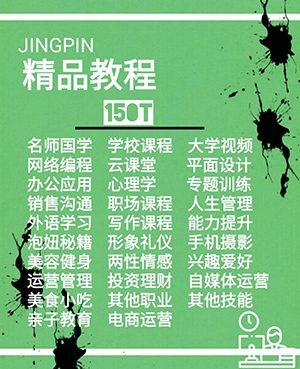 JINGPIN
精品教程
150T
名师国学 学校课程 大学视频
网络编程 云课堂 平面设计
办公应用 心理学 专题训练
销售沟通 职场课程 人生管理
外语学习 写作课程 能力提升
泡妞秘籍 形象礼仪 手机摄影
美容健身 两性情感 兴趣爱好
运营管理 投资理财 自媒体运营
美食小吃 其他职业 其他技能
亲子教育 电商运营